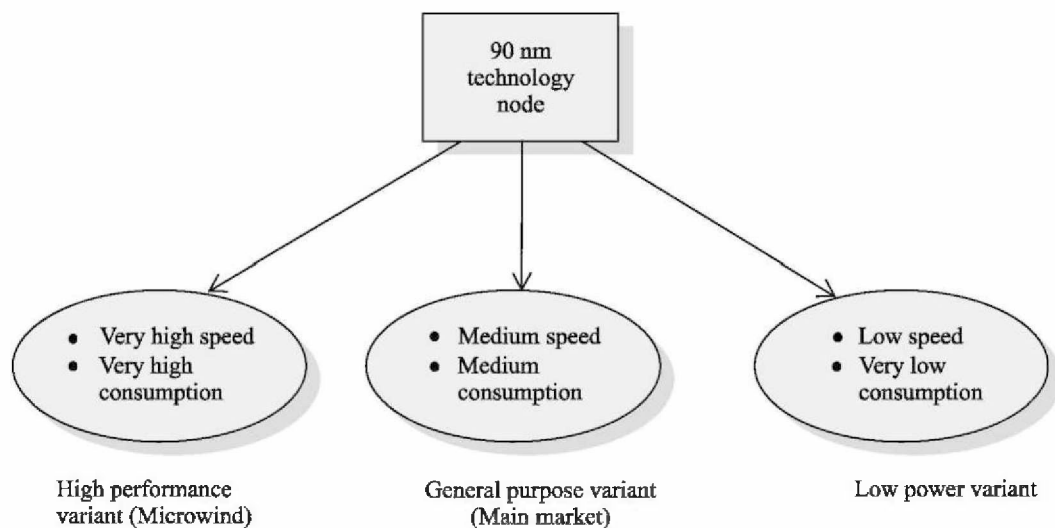 90 nm
technology
node
• Very high speed
• Very high
consumption
• Medium speed
• Medium
consumption
• Low speed
• Very low
consumption
High performance
variant (Microwind)
General purpose variant
(Main market)
Low power variant